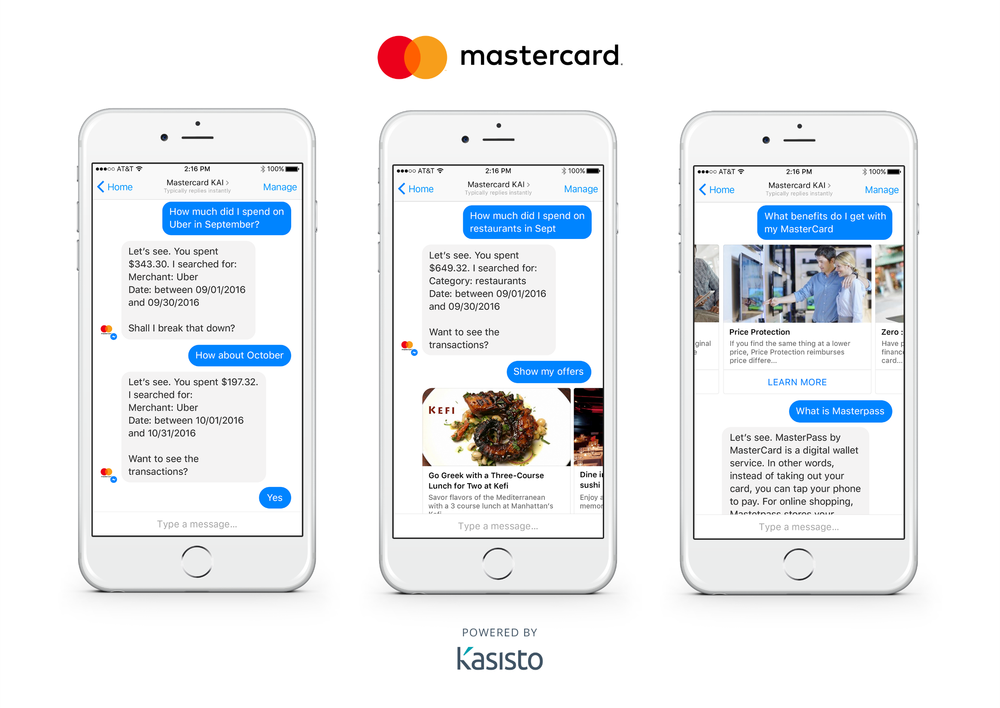 mastercard.
●●●○○ AT&T 2:16 PM 100%
Home Mastercard KAI > Manage
Typically replies instantly
How much did I spend on
Uber in September?
Let's see. You spent
$343.30. I searched for:
Merchant: Uber
Date: between 09/01/2016
and 09/30/2016
Shall I break that down?
How about October
Let's see. You spent $197.32.
I searched for:
Merchant: Uber
Date: between 10/01/2016
and 10/31/2016
Want to see the
transactions?
Yes
Type a message...
●●●○○ AT&T 2:16 PM 100%
Home Mastercard KAI > Manage
Typically replies instantly
How much did I spend on
restaurants in Sept
Let's see. You spent
$649.32. I searched for:
Category: restaurants
Date: between 09/01/2016
and 09/30/2016
Want to see the
transactions?
Show my offers
KEFI
Go Greek with a Three-Course
Lunch for Two at Kefi
Savor flavors of the Mediterranean
with a 3 course lunch at Manhattan's
Kefi
Dine i
sushi
Enjoy a
memor
Type a message...
●●●○○ AT&T 2:16 PM 100%
Home Mastercard KAI > Manage
Typically replies instantly
What benefits do I get with
my MasterCard
ginal
e
Price Protection
If you find the same thing at a lower
price, Price Protection reimburses
price differe...
LEARN MORE
Zero :
Have p
financ
card...
What is Masterpass
Let's see. MasterPass by
MasterCard is a digital wallet
service. In other words,
instead of taking out your
card, you can tap your phone
to pay. For online shopping,
Mastetpass stores your
Type a message...
POWERED BY
Kasisto